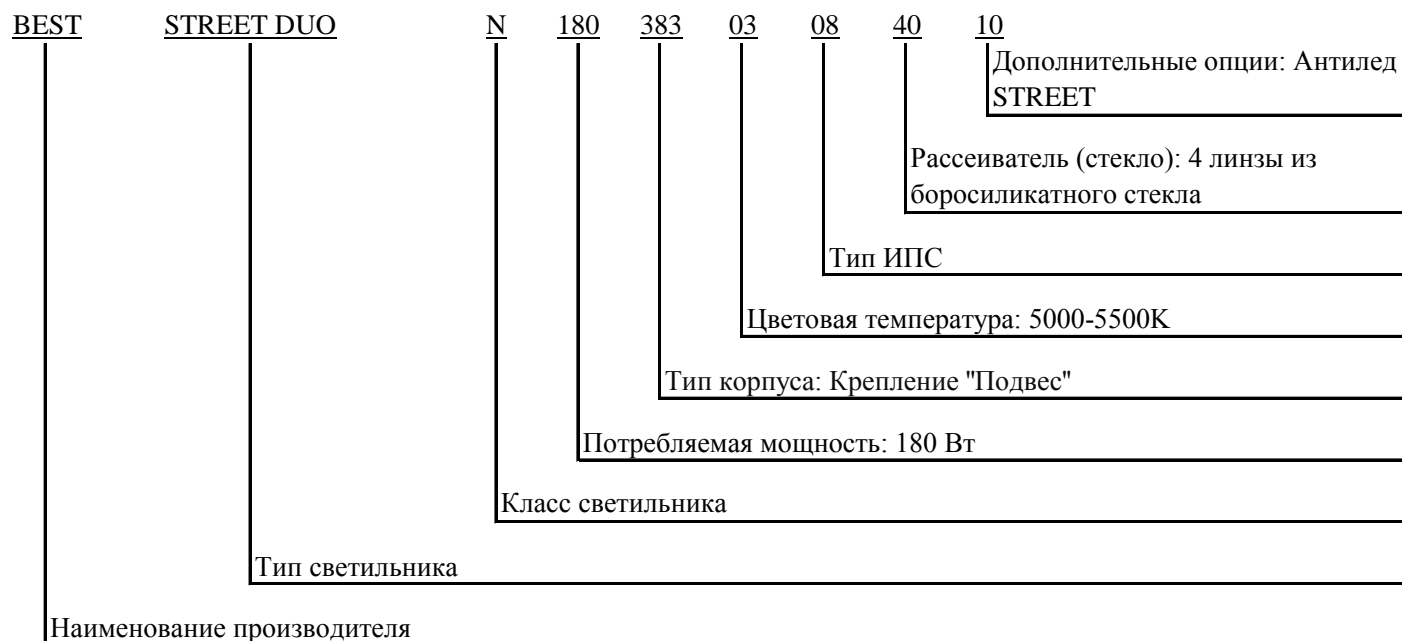 BEST STREET DUO N 180 383 03 08 40 10
Дополнительные опции: Антилед
STREET
Рассеиватель (стекло): 4 линзы из
боросиликатного стекла
Тип ИПС
Цветовая температура: 5000-5500K
Тип корпуса: Крепление "Подвес"
Потребляемая мощность: 180 Вт
Класс светильника
Тип светильника
Наименование производителя